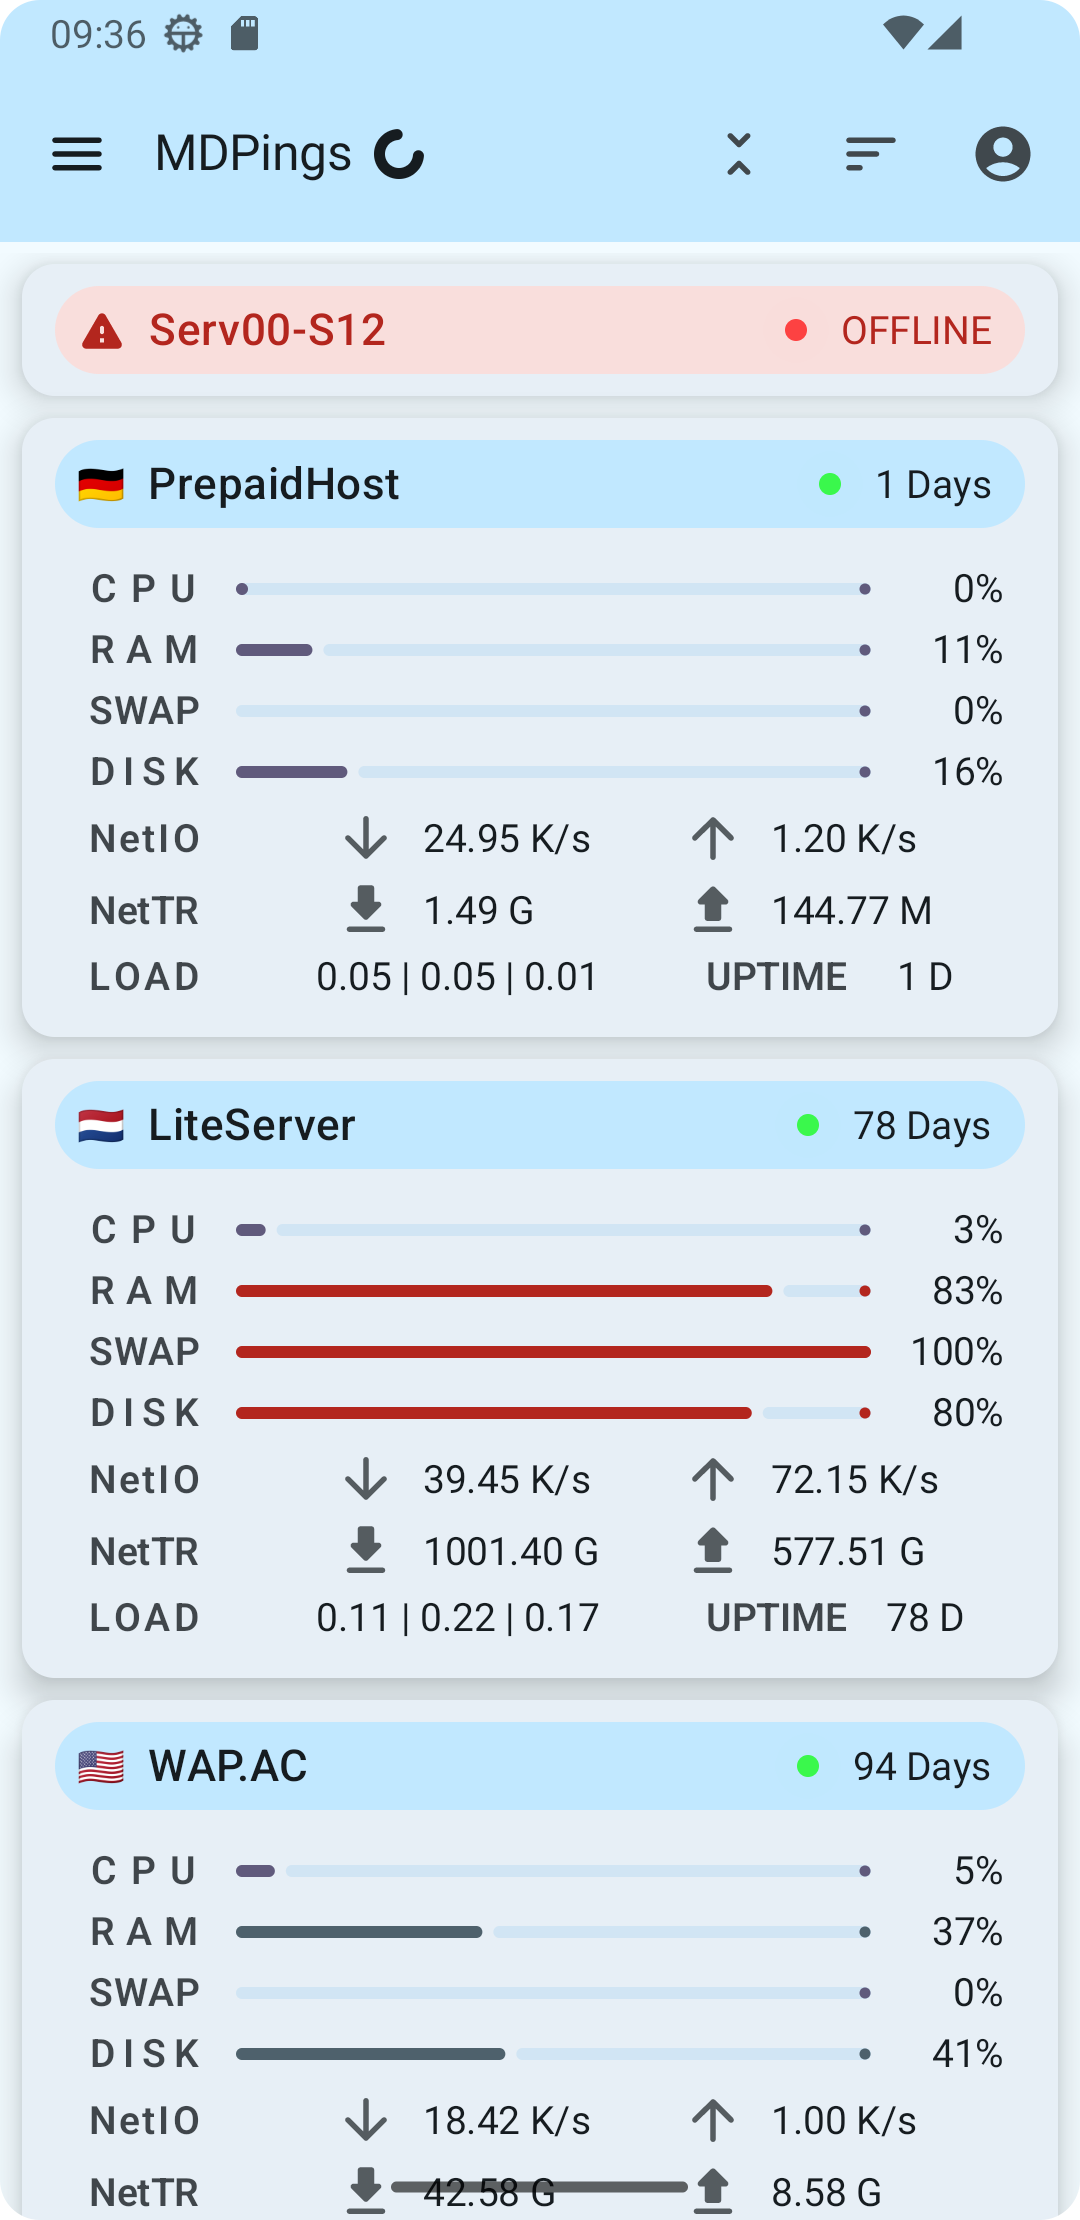 09:36
MDPings
Serv00-S12 OFFLINE
PrepaidHost 1 Days
CPU 0%
RAM 11%
SWAP 0%
DISK 16%
NetIO 24.95 K/s 1.20 K/s
NetTR 1.49 G 144.77 M
LOAD 0.05 | 0.05 | 0.01 UPTIME 1 D
LiteServer 78 Days
CPU 3%
RAM 83%
SWAP 100%
DISK 80%
NetIO 39.45 K/s 72.15 K/s
NetTR 1001.40 G 577.51 G
LOAD 0.11 | 0.22 | 0.17 UPTIME 78 D
WAP.AC 94 Days
CPU 5%
RAM 37%
SWAP 0%
DISK 41%
NetIO 18.42 K/s 1.00 K/s
NetTR 42.58 G 8.58 G